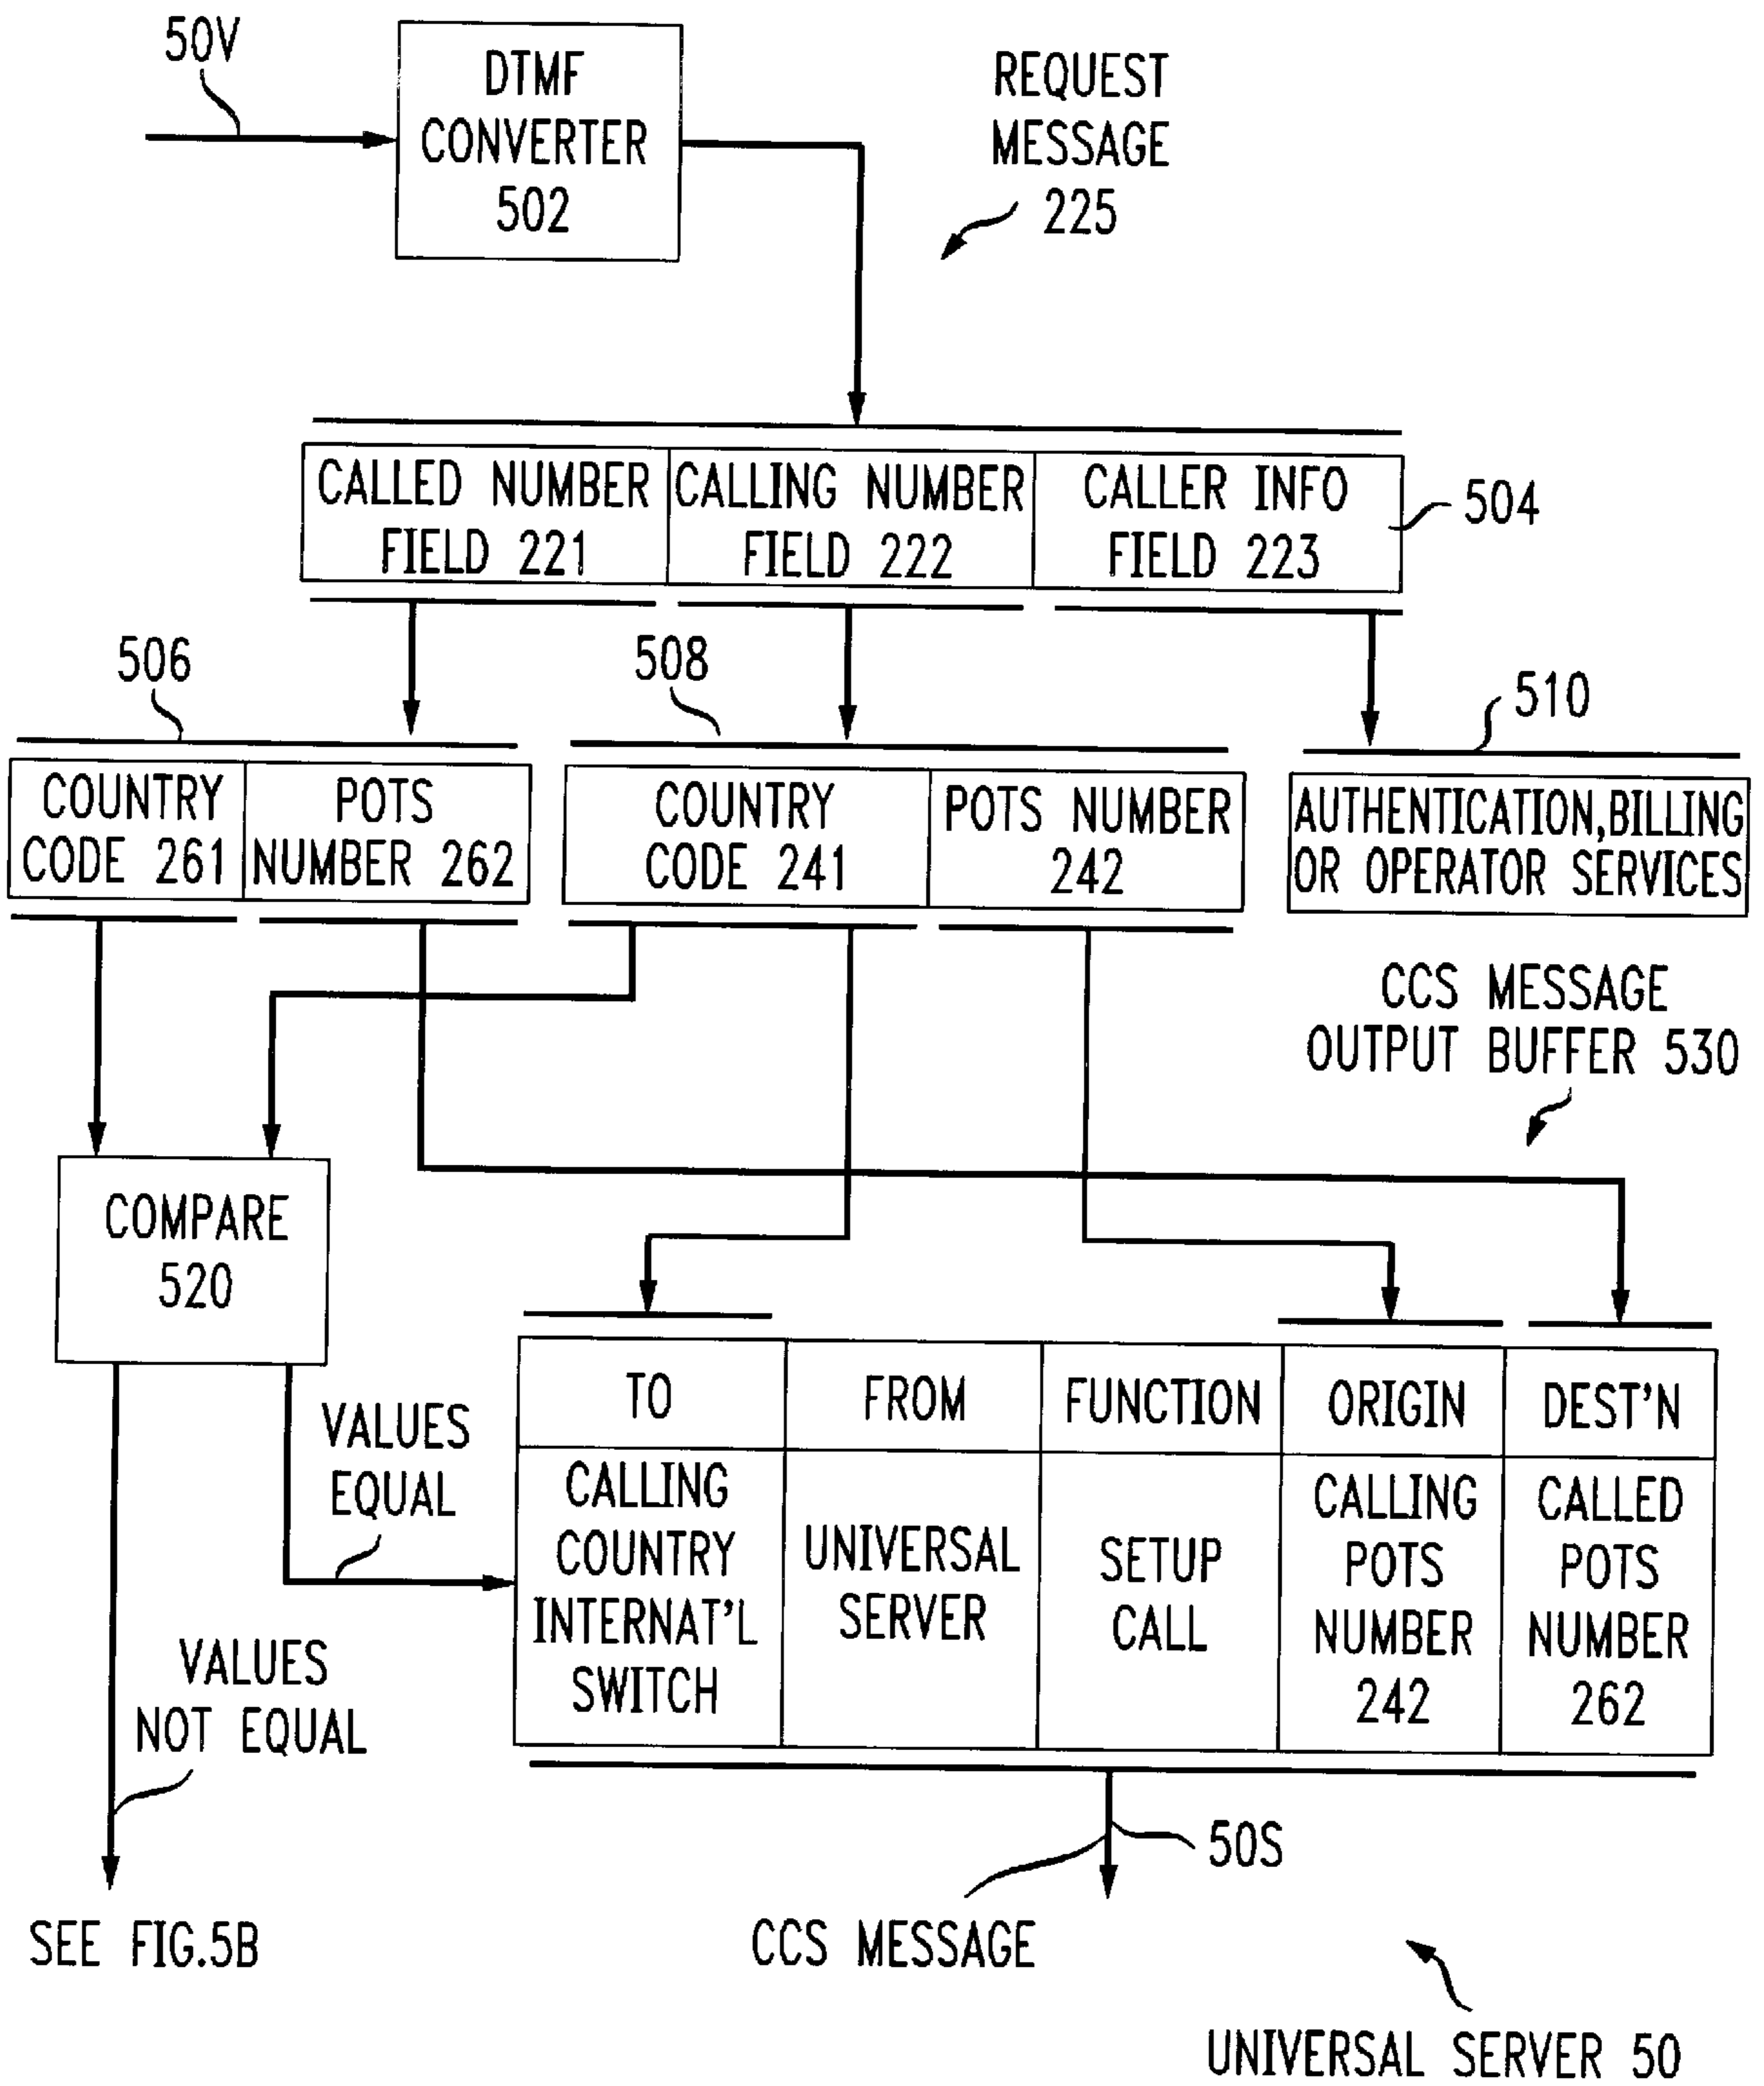 50V
DTMF
CONVERTER
502
REQUEST
MESSAGE
225
CALLED NUMBER
FIELD 221
CALLING NUMBER
FIELD 222
CALLER INFO
FIELD 223
504
506
508
510
COUNTRY
CODE 261
POTS
NUMBER 262
COUNTRY
CODE 241
POTS NUMBER
242
AUTHENTICATION,BILLING
OR OPERATOR SERVICES
CCS MESSAGE
OUTPUT BUFFER 530
COMPARE
520
VALUES
EQUAL
VALUES
NOT EQUAL
TO
FROM
FUNCTION
ORIGIN
DEST'N
CALLING
COUNTRY
INTERNAT'L
SWITCH
UNIVERSAL
SERVER
SETUP
CALL
CALLING
POTS
NUMBER
242
CALLED
POTS
NUMBER
262
50S
SEE FIG.5B
CCS MESSAGE
UNIVERSAL SERVER 50